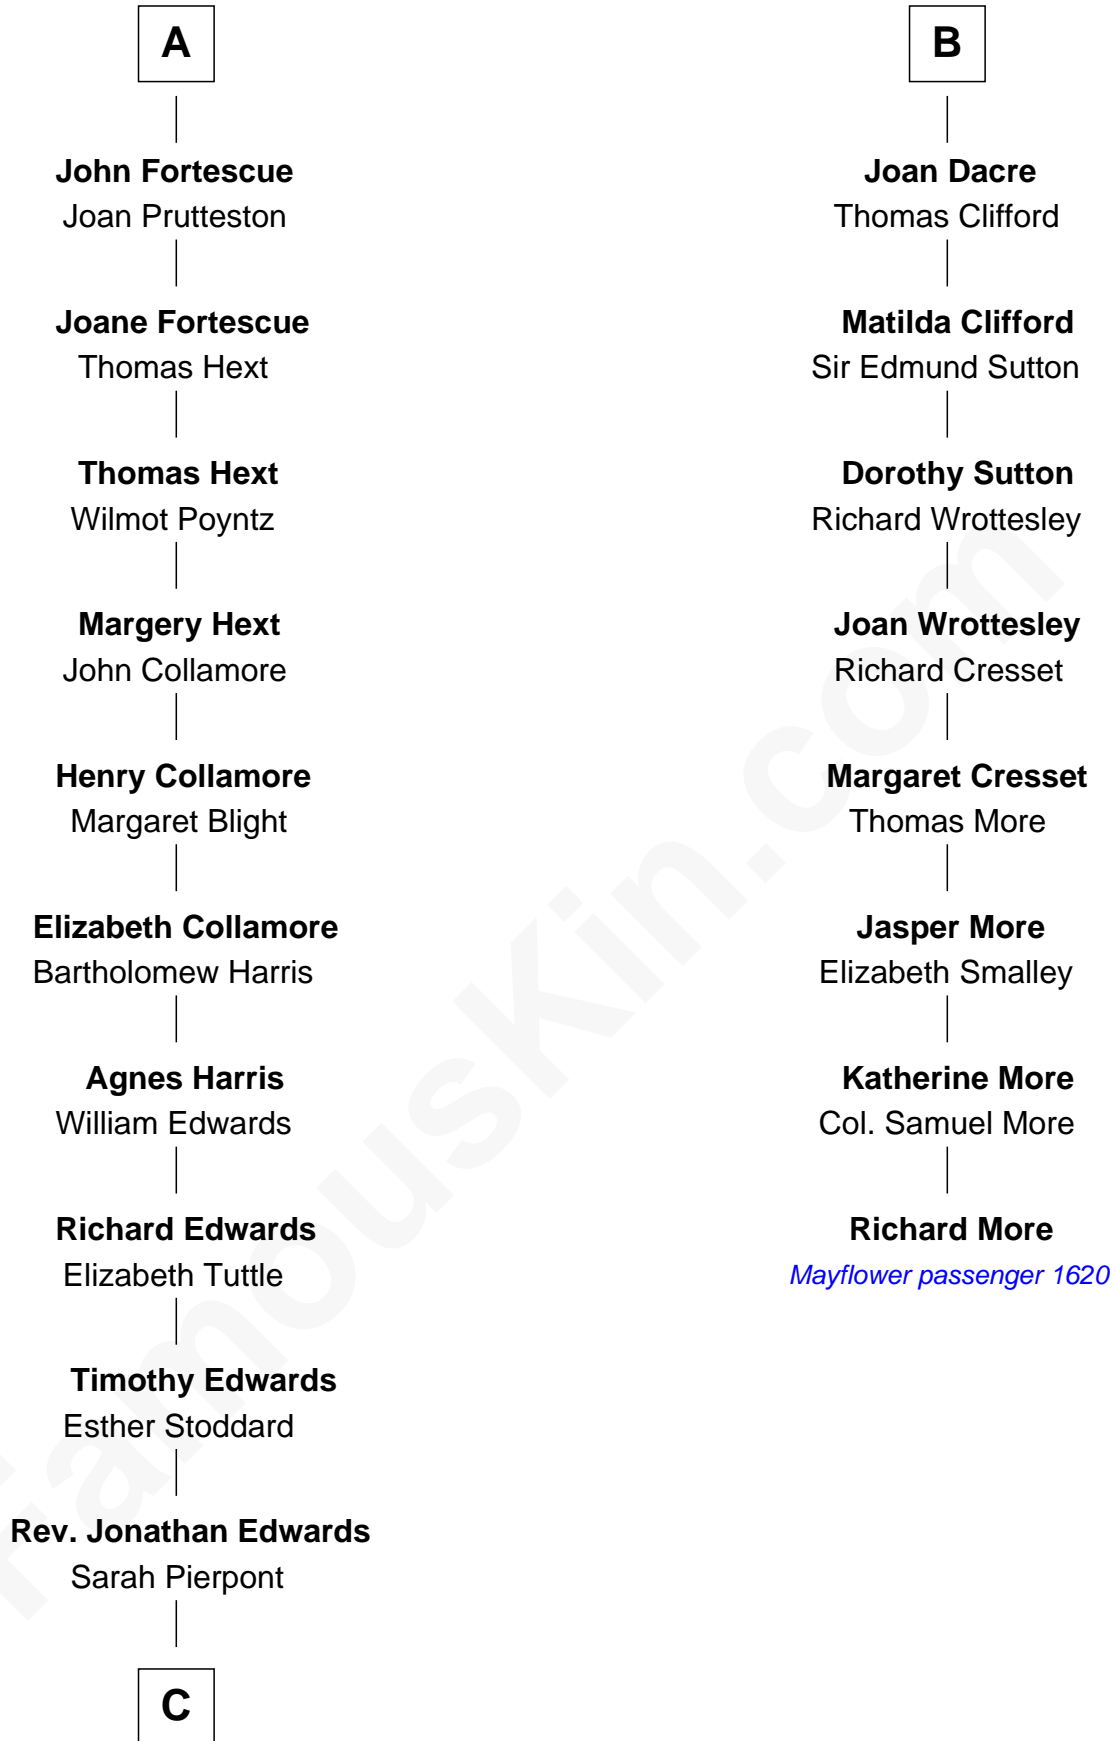 A
John Fortescue
Joan Prutteston
Joane Fortescue
Thomas Hext
Thomas Hext
Wilmot Poyntz
Margery Hext
John Collamore
Henry Collamore
Margaret Blight
Elizabeth Collamore
Bartholomew Harris
Agnes Harris
William Edwards
Richard Edwards
Elizabeth Tuttle
Timothy Edwards
Esther Stoddard
Rev. Jonathan Edwards
Sarah Pierpont
C
B
Joan Dacre
Thomas Clifford
Matilda Clifford
Sir Edmund Sutton
Dorothy Sutton
Richard Wrottesley
Joan Wrottesley
Richard Cresset
Margaret Cresset
Thomas More
Jasper More
Elizabeth Smalley
Katherine More
Col. Samuel More
Richard More
Mayflower passenger 1620
FamousKin.com